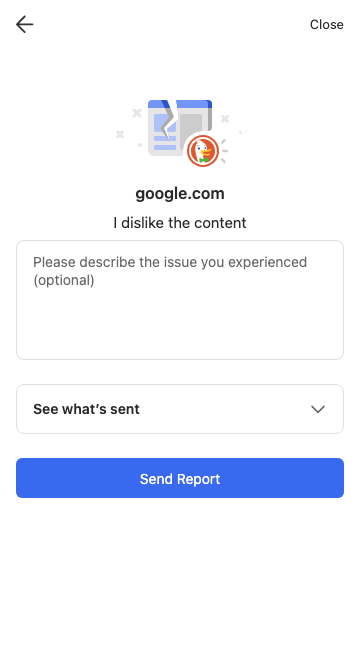 Close
google.com
I dislike the content
Please describe the issue you experienced
(optional)
See what’s sent
Send Report